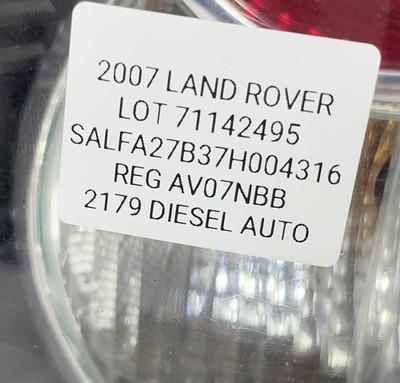 2007 LAND ROVER
LOT 71142495
SALFA27B37H004316
REG AV07NBB
2179 DIESEL AUTO